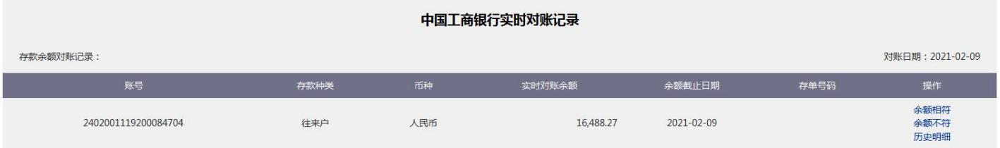 中国工商银行实时对账记录
存款余额对账记录：
对账日期：2021-02-09
账号 存款种类 币种 实时对账余额 余额截止日期 存单号码 操作
2402001119200084704 往来户 人民币 16,488.27 2021-02-09 余额相符
余额不符
历史明细